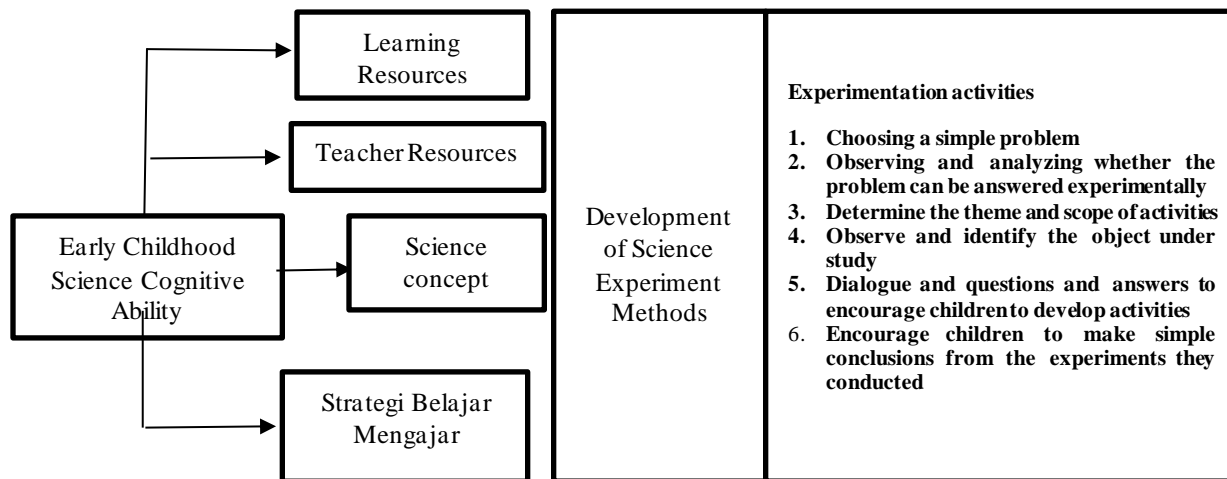 Learning
Resources
Teacher Resources
Early Childhood
Science Cognitive
Ability
Science
concept
Strategi Belajar
Mengajar
Development
of Science
Experiment
Methods
Experimentation activities
1. Choosing a simple problem
2. Observing and analyzing whether the
problem can be answered experimentally
3. Determine the theme and scope of activities
4. Observe and identify the object under
study
5. Dialogue and questions and answers to
encourage children to develop activities
6. Encourage children to make simple
conclusions from the experiments they
conducted